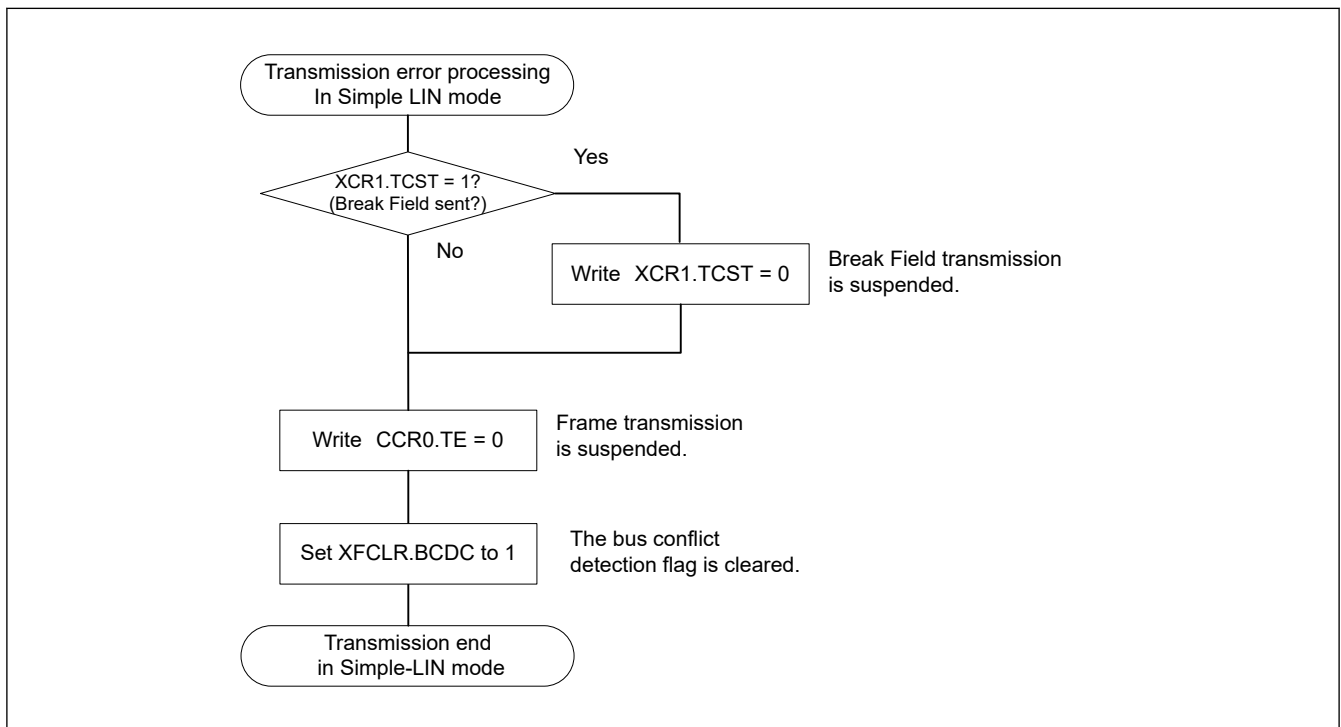 Transmission error processing
In Simple LIN mode
Yes
XCR1.TCST = 1?
(Break Field sent?)
No
Write XCR1.TCST = 0
Break Field transmission
is suspended.
Write CCR0.TE = 0
Frame transmission
is suspended.
Set XFCLR.BCDC to 1
The bus conflict
detection flag is cleared.
Transmission end
in Simple-LIN mode